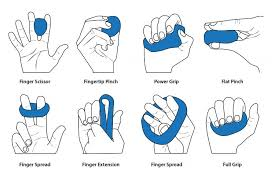 Finger Scissor
Fingertip Pinch
Power Grip
Flat Pinch
Finger Spread
Finger Extension
Finger Spread
Full Grip